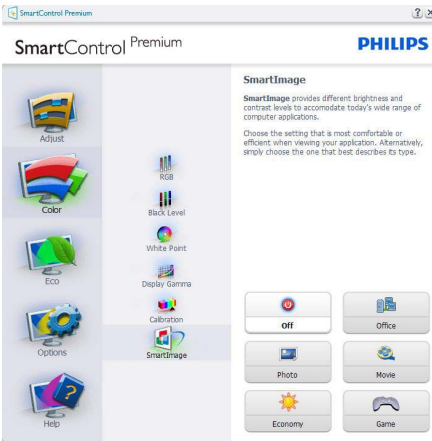 SmartControl Premium
SmartControl Premium
PHILIPS
Adjust
Color
Eco
Options
Help
RGB
Black Level
White Point
Display Gamma
Calibration
SmartImage
SmartImage
SmartImage provides different brightness and
contrast levels to accomodate today's wide range of
computer applications.
Choose the setting that is most comfortable or
efficient when viewing your application. Alternatively,
simply choose the one that best describes its type.
Off
Office
Photo
Movie
Economy
Game